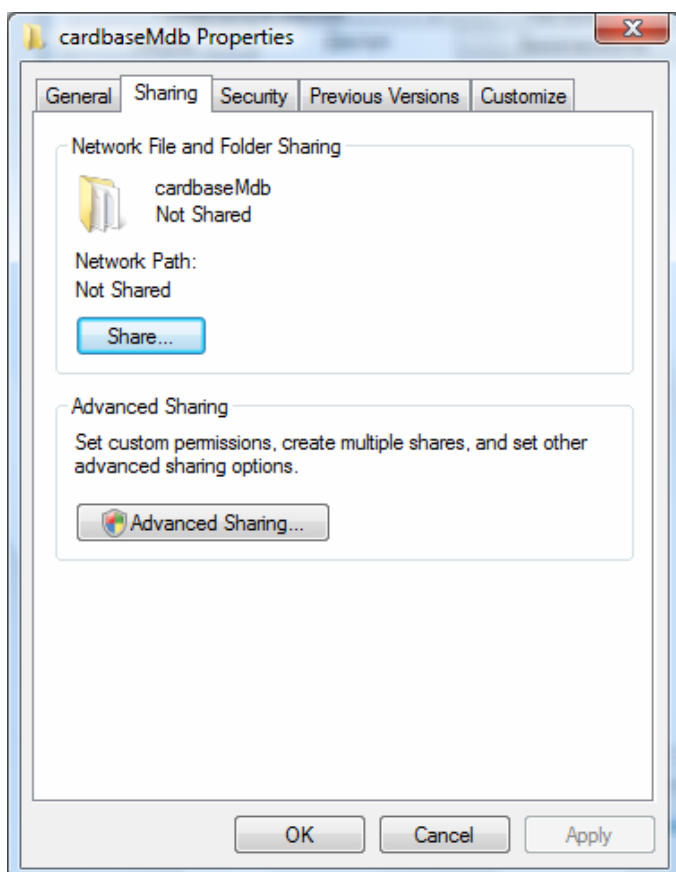 cardbaseMdb Properties
General Sharing Security Previous Versions Customize
Network File and Folder Sharing
cardbaseMdb
Not Shared
Network Path:
Not Shared
Share...
Advanced Sharing
Set custom permissions, create multiple shares, and set other
advanced sharing options.
Advanced Sharing...
OK Cancel Apply